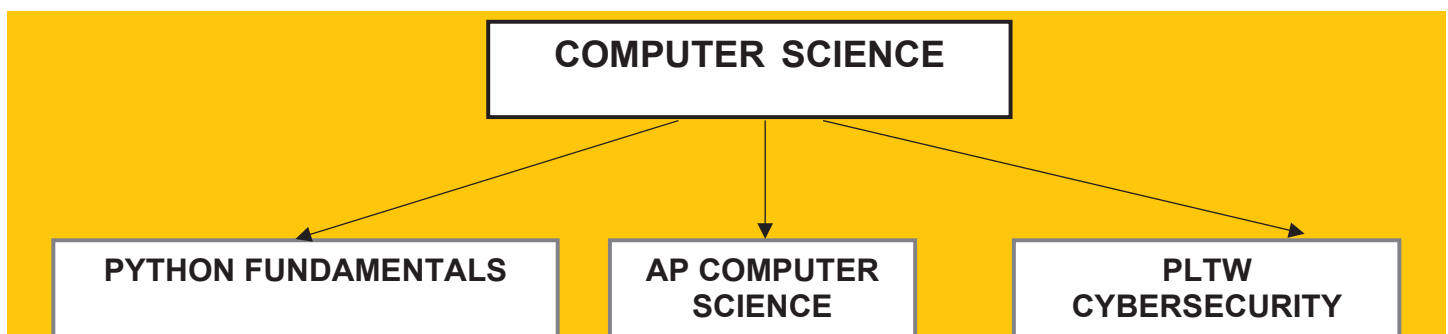 COMPUTER SCIENCE
PYTHON FUNDAMENTALS
AP COMPUTER
SCIENCE
PLTW
CYBERSECURITY